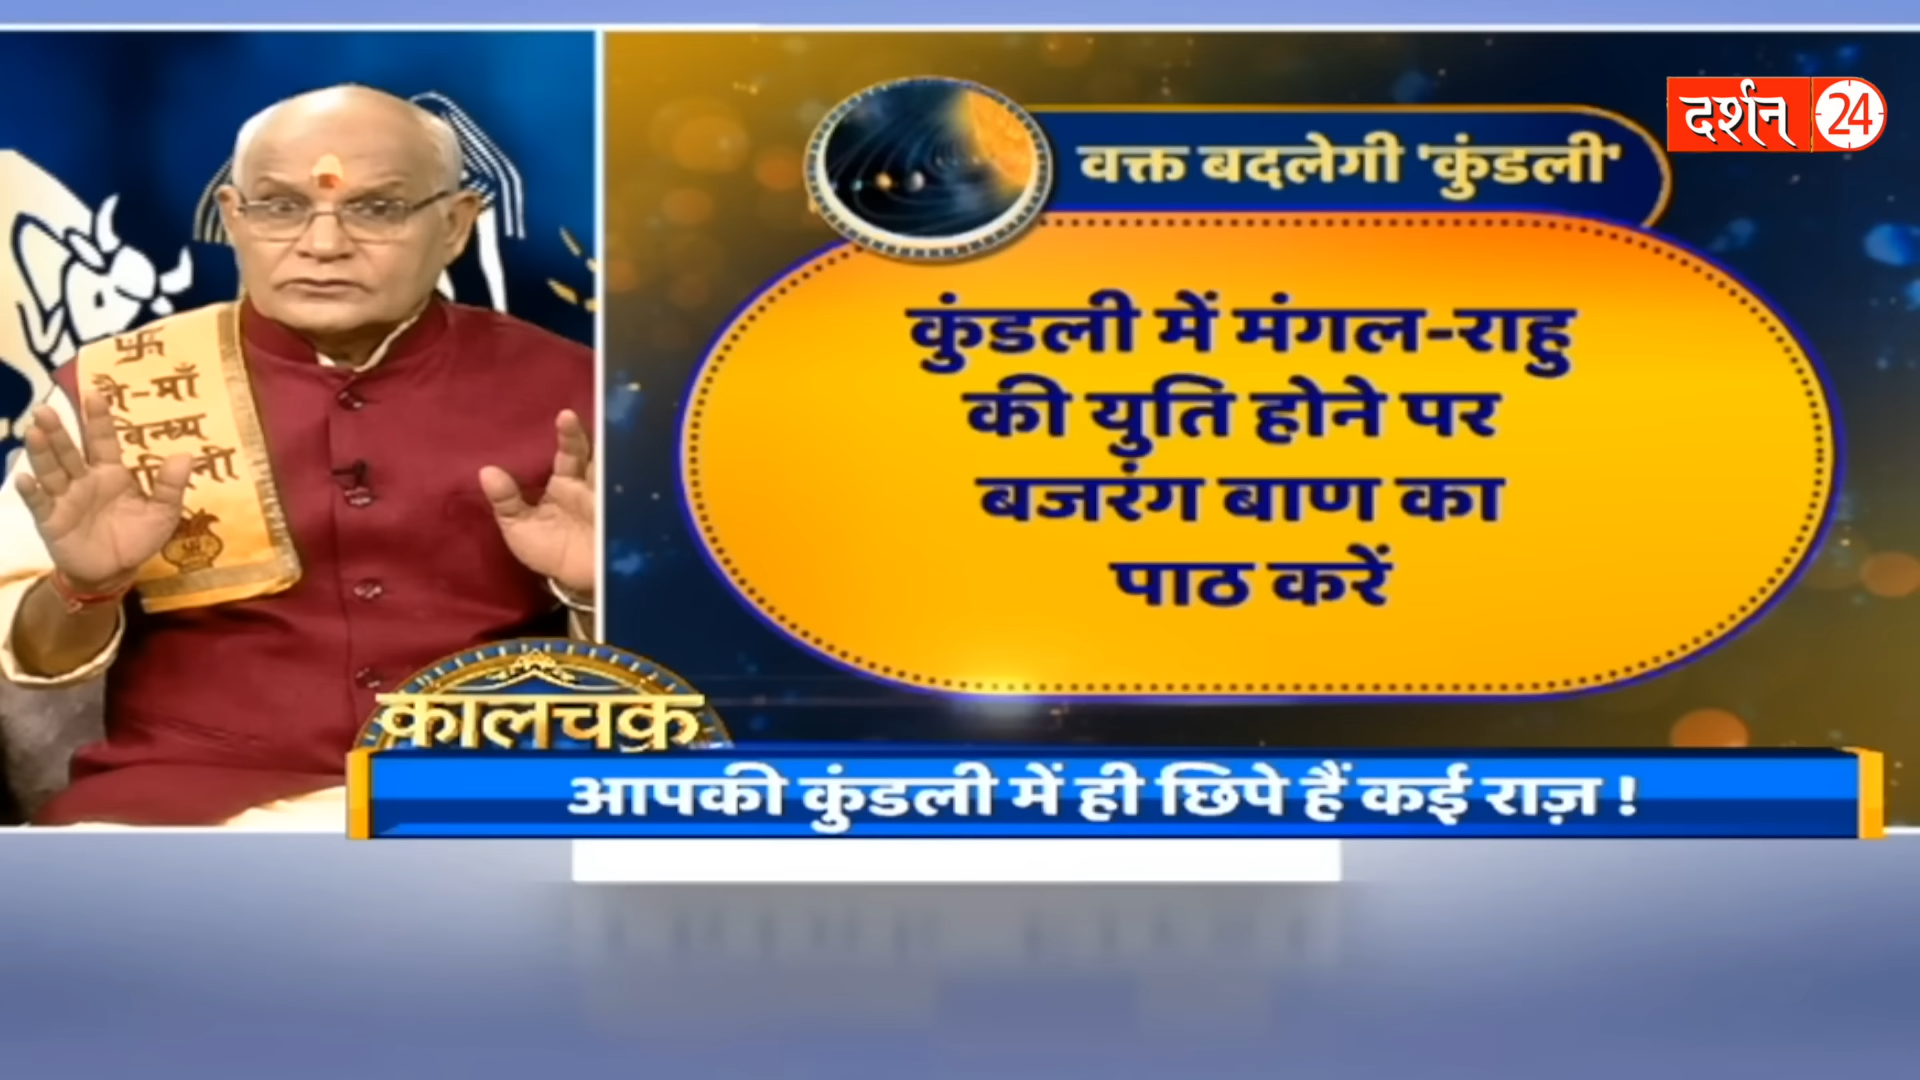 दर्शन 24
वक्त बदलेगी 'कुंडली'
कुंडली में मंगल-राहु
की युति होने पर
बजरंग बाण का
पाठ करें
जै-माँ
विन्ध्य
कालचक्र
आपकी कुंडली में ही छिपे हैं कई राज़ !